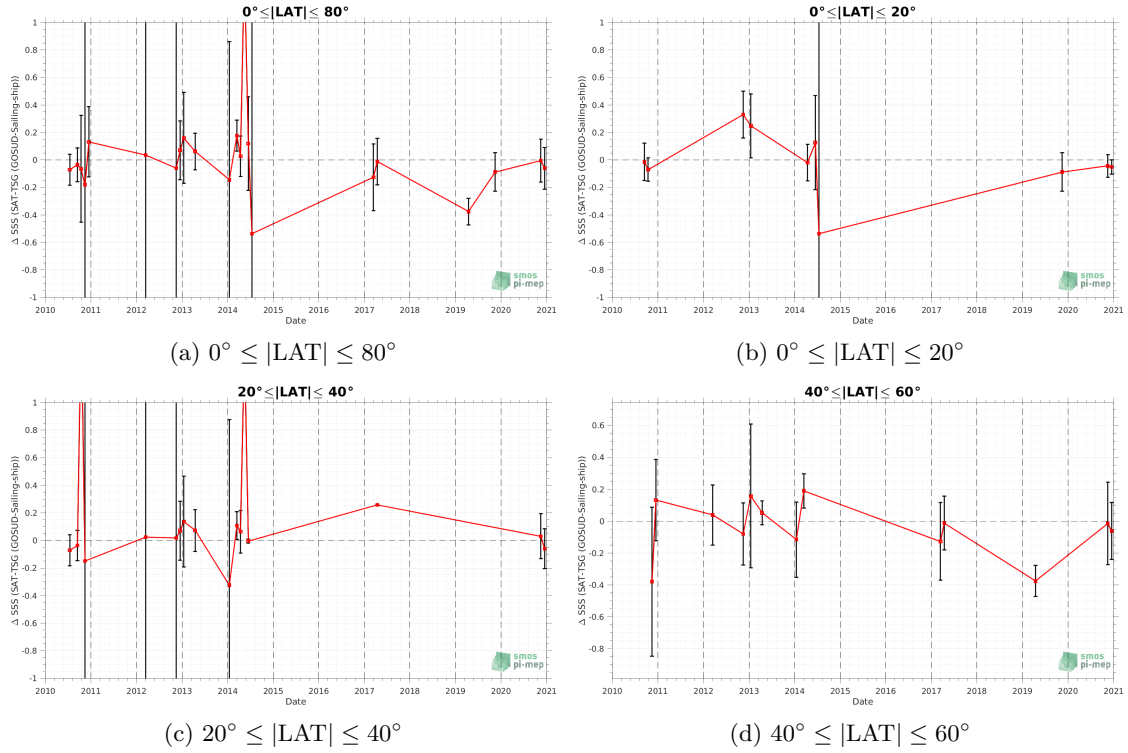 0°≤|LAT|≤ 80°
Δ SSS (SAT-TSG (GOSUD-Sailing-ship))
1
0.8
0.6
0.4
0.2
0
-0.2
-0.4
-0.6
-0.8
-1
2010 2011 2012 2013 2014 2015 2016 2017 2018 2019 2020 2021
Date
smos
pi-mep
(a) 0° ≤ |LAT| ≤ 80°
0°≤|LAT|≤ 20°
Δ SSS (SAT-TSG (GOSUD-Sailing-ship))
1
0.8
0.6
0.4
0.2
0
-0.2
-0.4
-0.6
-0.8
-1
2010 2011 2012 2013 2014 2015 2016 2017 2018 2019 2020 2021
Date
smos
pi-mep
(b) 0° ≤ |LAT| ≤ 20°
20°≤|LAT|≤ 40°
Δ SSS (SAT-TSG (GOSUD-Sailing-ship))
1
0.8
0.6
0.4
0.2
0
-0.2
-0.4
-0.6
-0.8
-1
2010 2011 2012 2013 2014 2015 2016 2017 2018 2019 2020 2021
Date
smos
pi-mep
(c) 20° ≤ |LAT| ≤ 40°
40°≤|LAT|≤ 60°
Δ SSS (SAT-TSG (GOSUD-Sailing-ship))
0.6
0.4
0.2
0
-0.2
-0.4
-0.6
-0.8
2010 2011 2012 2013 2014 2015 2016 2017 2018 2019 2020 2021
Date
smos
pi-mep
(d) 40° ≤ |LAT| ≤ 60°